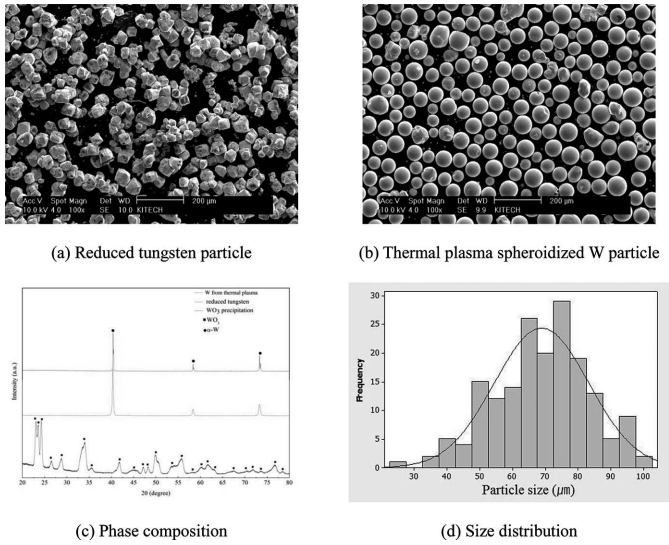 Acc V Spot Magn Det WD 200 μm
10.0 kV 4.0 100x SE 10.0 KITECH
Acc V Spot Magn Det WD 200 μm
10.0 kV 4.0 100x SE 9.9 KITECH
(a) Reduced tungsten particle
(b) Thermal plasma spheroidized W particle
W from thermal plasma
reduced tungsten
WO3 precipitation
WO3
α-W
Intensity (a.u.)
20 25 30 35 40 45 50 55 60 65 70 75 80
2θ (degree)
30
25
20
15
10
5
0
Frequency
30 40 50 60 70 80 90 100
Particle size (μm)
(c) Phase composition
(d) Size distribution